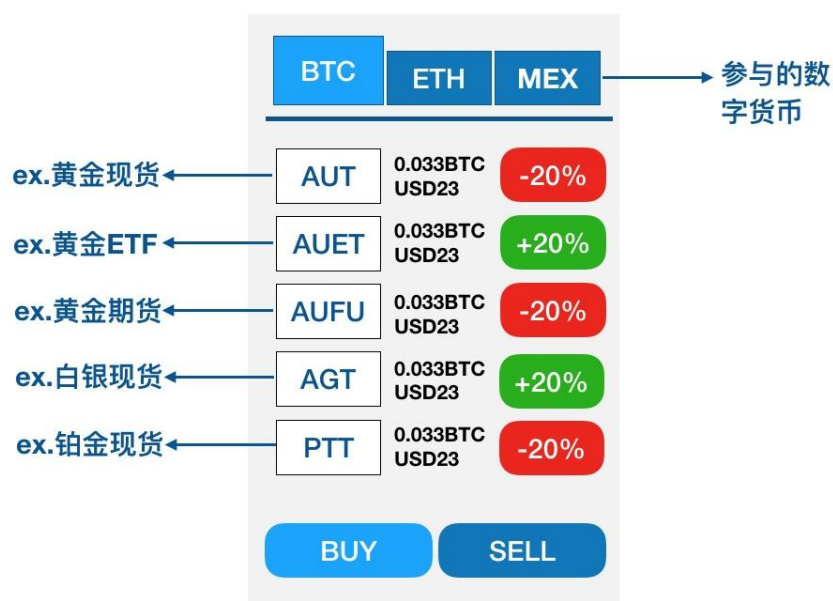 BTC
ETH
MEX
参与的数
字货币
ex.黄金现货
AUT
0.033BTC
USD23
-20%
ex.黄金ETF
AUET
0.033BTC
USD23
+20%
ex.黄金期货
AUFU
0.033BTC
USD23
-20%
ex.白银现货
AGT
0.033BTC
USD23
+20%
ex.铂金现货
PTT
0.033BTC
USD23
-20%
BUY
SELL